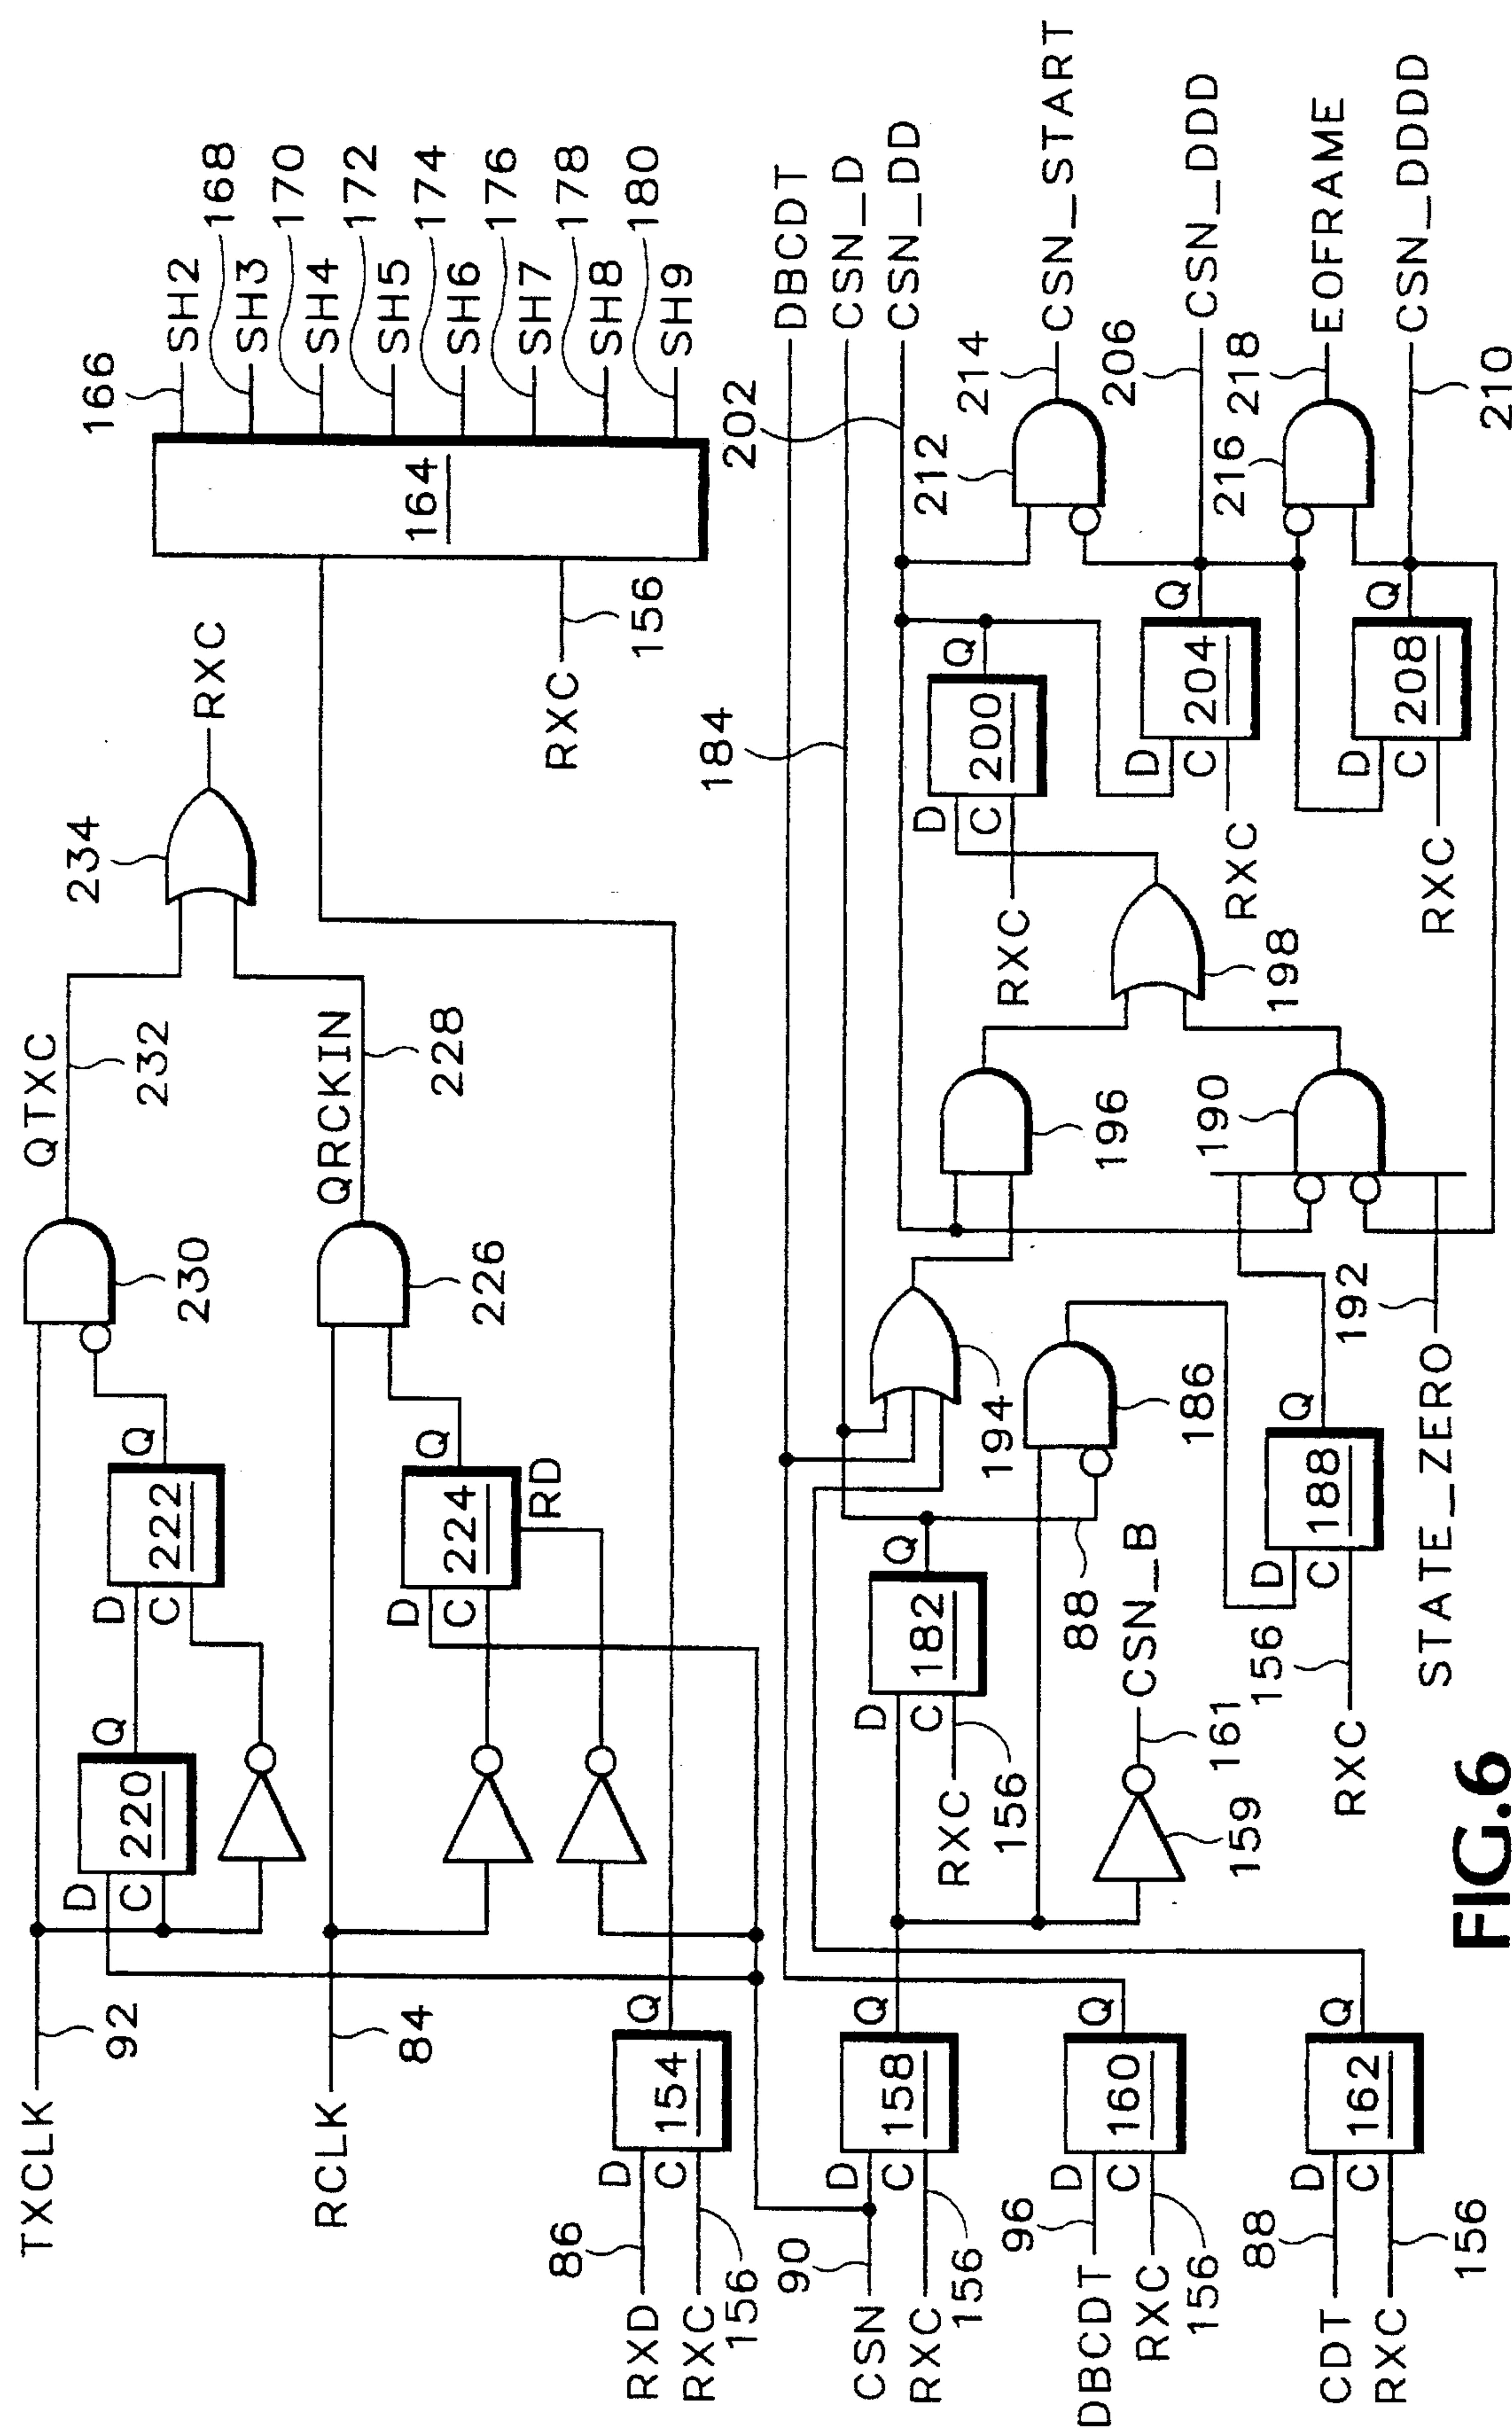 TXCLK
92
D
C
220
Q
D
C
222
Q
230
QTXC
232
234
RXC
RCLK
84
D
C
224
Q
RD
226
QRCKIN
228
RXD
86
RXC
156
D
C
154
Q
164
RXC
156
166
SH2
SH3
168
SH4
170
SH5
172
SH6
174
SH7
176
SH8
178
SH9
180
CSN
90
RXC
156
D
C
158
Q
DBCDT
96
RXC
156
D
C
160
Q
CDT
88
RXC
156
D
C
162
Q
D
C
182
Q
RXC
156
88
159
161
CSN_B
194
186
D
C
188
Q
RXC
156
STATE_ZERO
192
196
190
198
184
D
C
200
Q
RXC
D
C
204
Q
RXC
D
C
208
Q
RXC
202
212
214
206
216
218
210
DBCDT
CSN_D
CSN_DD
CSN_START
CSN_DDD
EOFRAME
CSN_DDDD
FIG.6